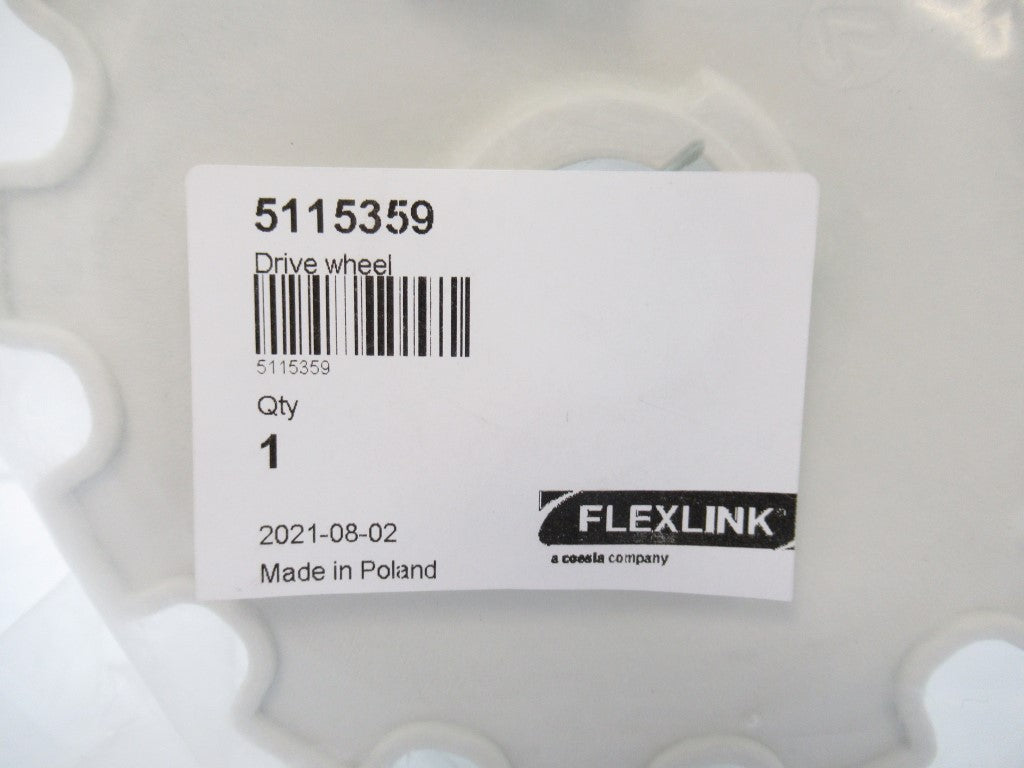 5115359
Drive wheel
5115359
Qty
1
2021-08-02
Made in Poland
FLEXLINK
a coesia company